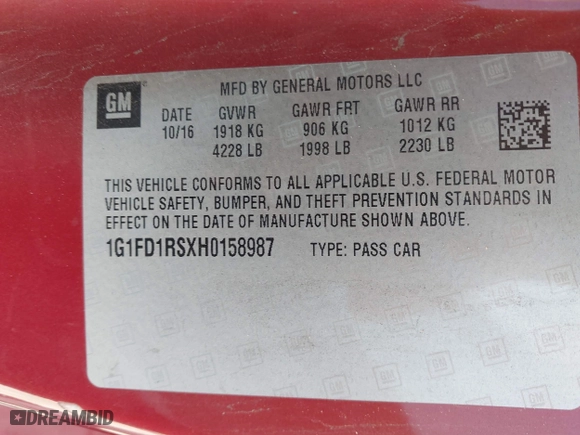 MFD BY GENERAL MOTORS LLC
GM
DATE GVWR GAWR FRT GAWR RR
10/16 1918 KG 906 KG 1012 KG
4228 LB 1998 LB 2230 LB
THIS VEHICLE CONFORMS TO ALL APPLICABLE U.S. FEDERAL MOTOR
VEHICLE SAFETY, BUMPER, AND THEFT PREVENTION STANDARDS IN
EFFECT ON THE DATE OF MANUFACTURE SHOWN ABOVE.
1G1FD1RSXH0158987 TYPE: PASS CAR
DREAMBID